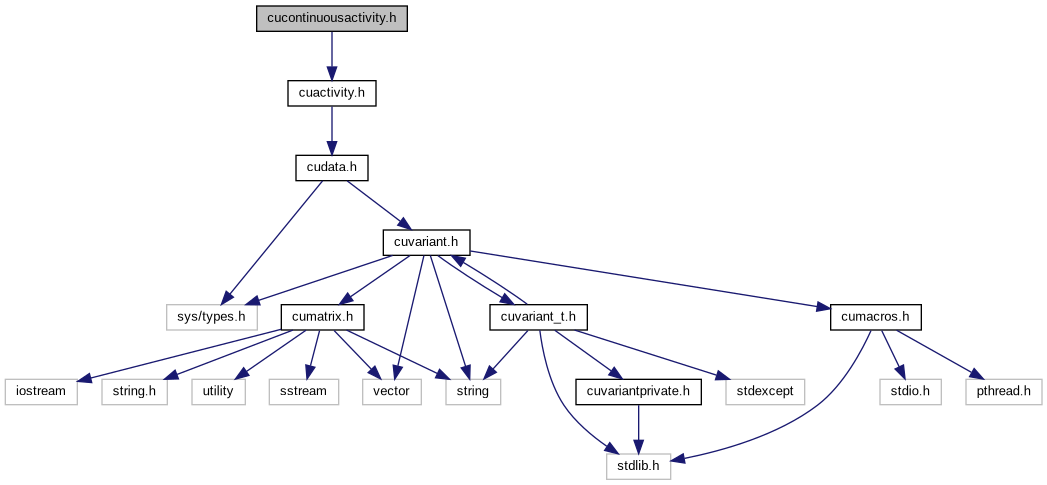 cucontinuousactivity.h
cuactivity.h
cudata.h
cuvariant.h
sys/types.h
cumatrix.h
cuvariant_t.h
cumacros.h
iostream
string.h
utility
sstream
vector
string
cuvariantprivate.h
stdexcept
stdio.h
pthread.h
stdlib.h